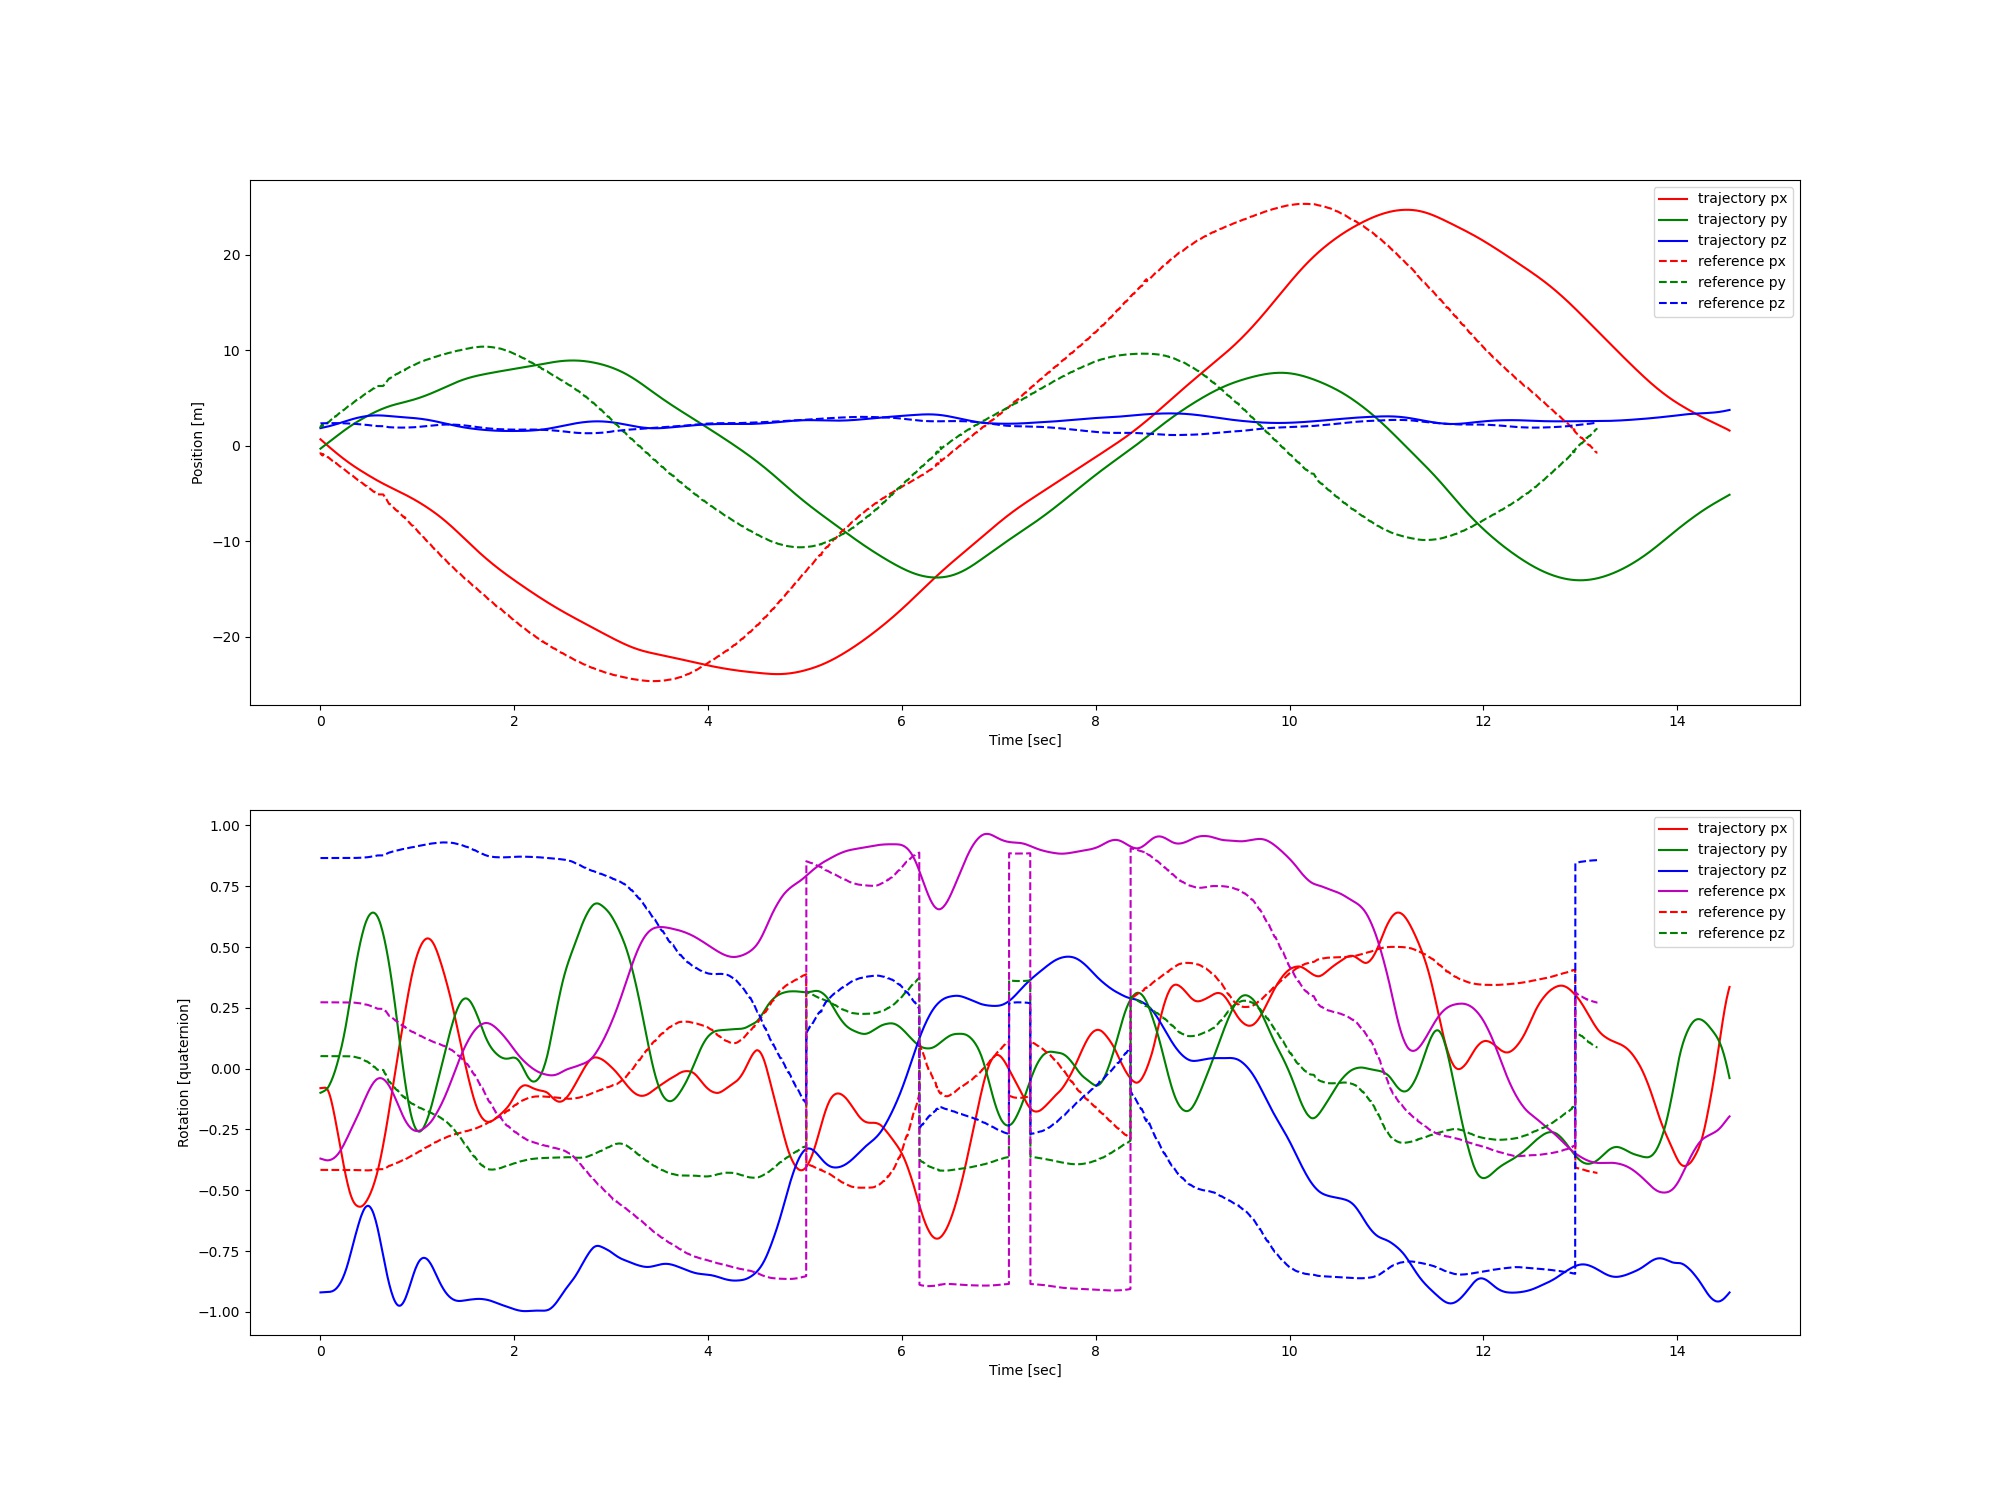 trajectory px
trajectory py
trajectory pz
reference px
reference py
reference pz
Position [m]
20
10
0
−10
−20
0 2 4 6 8 10 12 14
Time [sec]
trajectory px
trajectory py
trajectory pz
reference px
reference py
reference pz
Rotation [quaternion]
1.00
0.75
0.50
0.25
0.00
−0.25
−0.50
−0.75
−1.00
0 2 4 6 8 10 12 14
Time [sec]